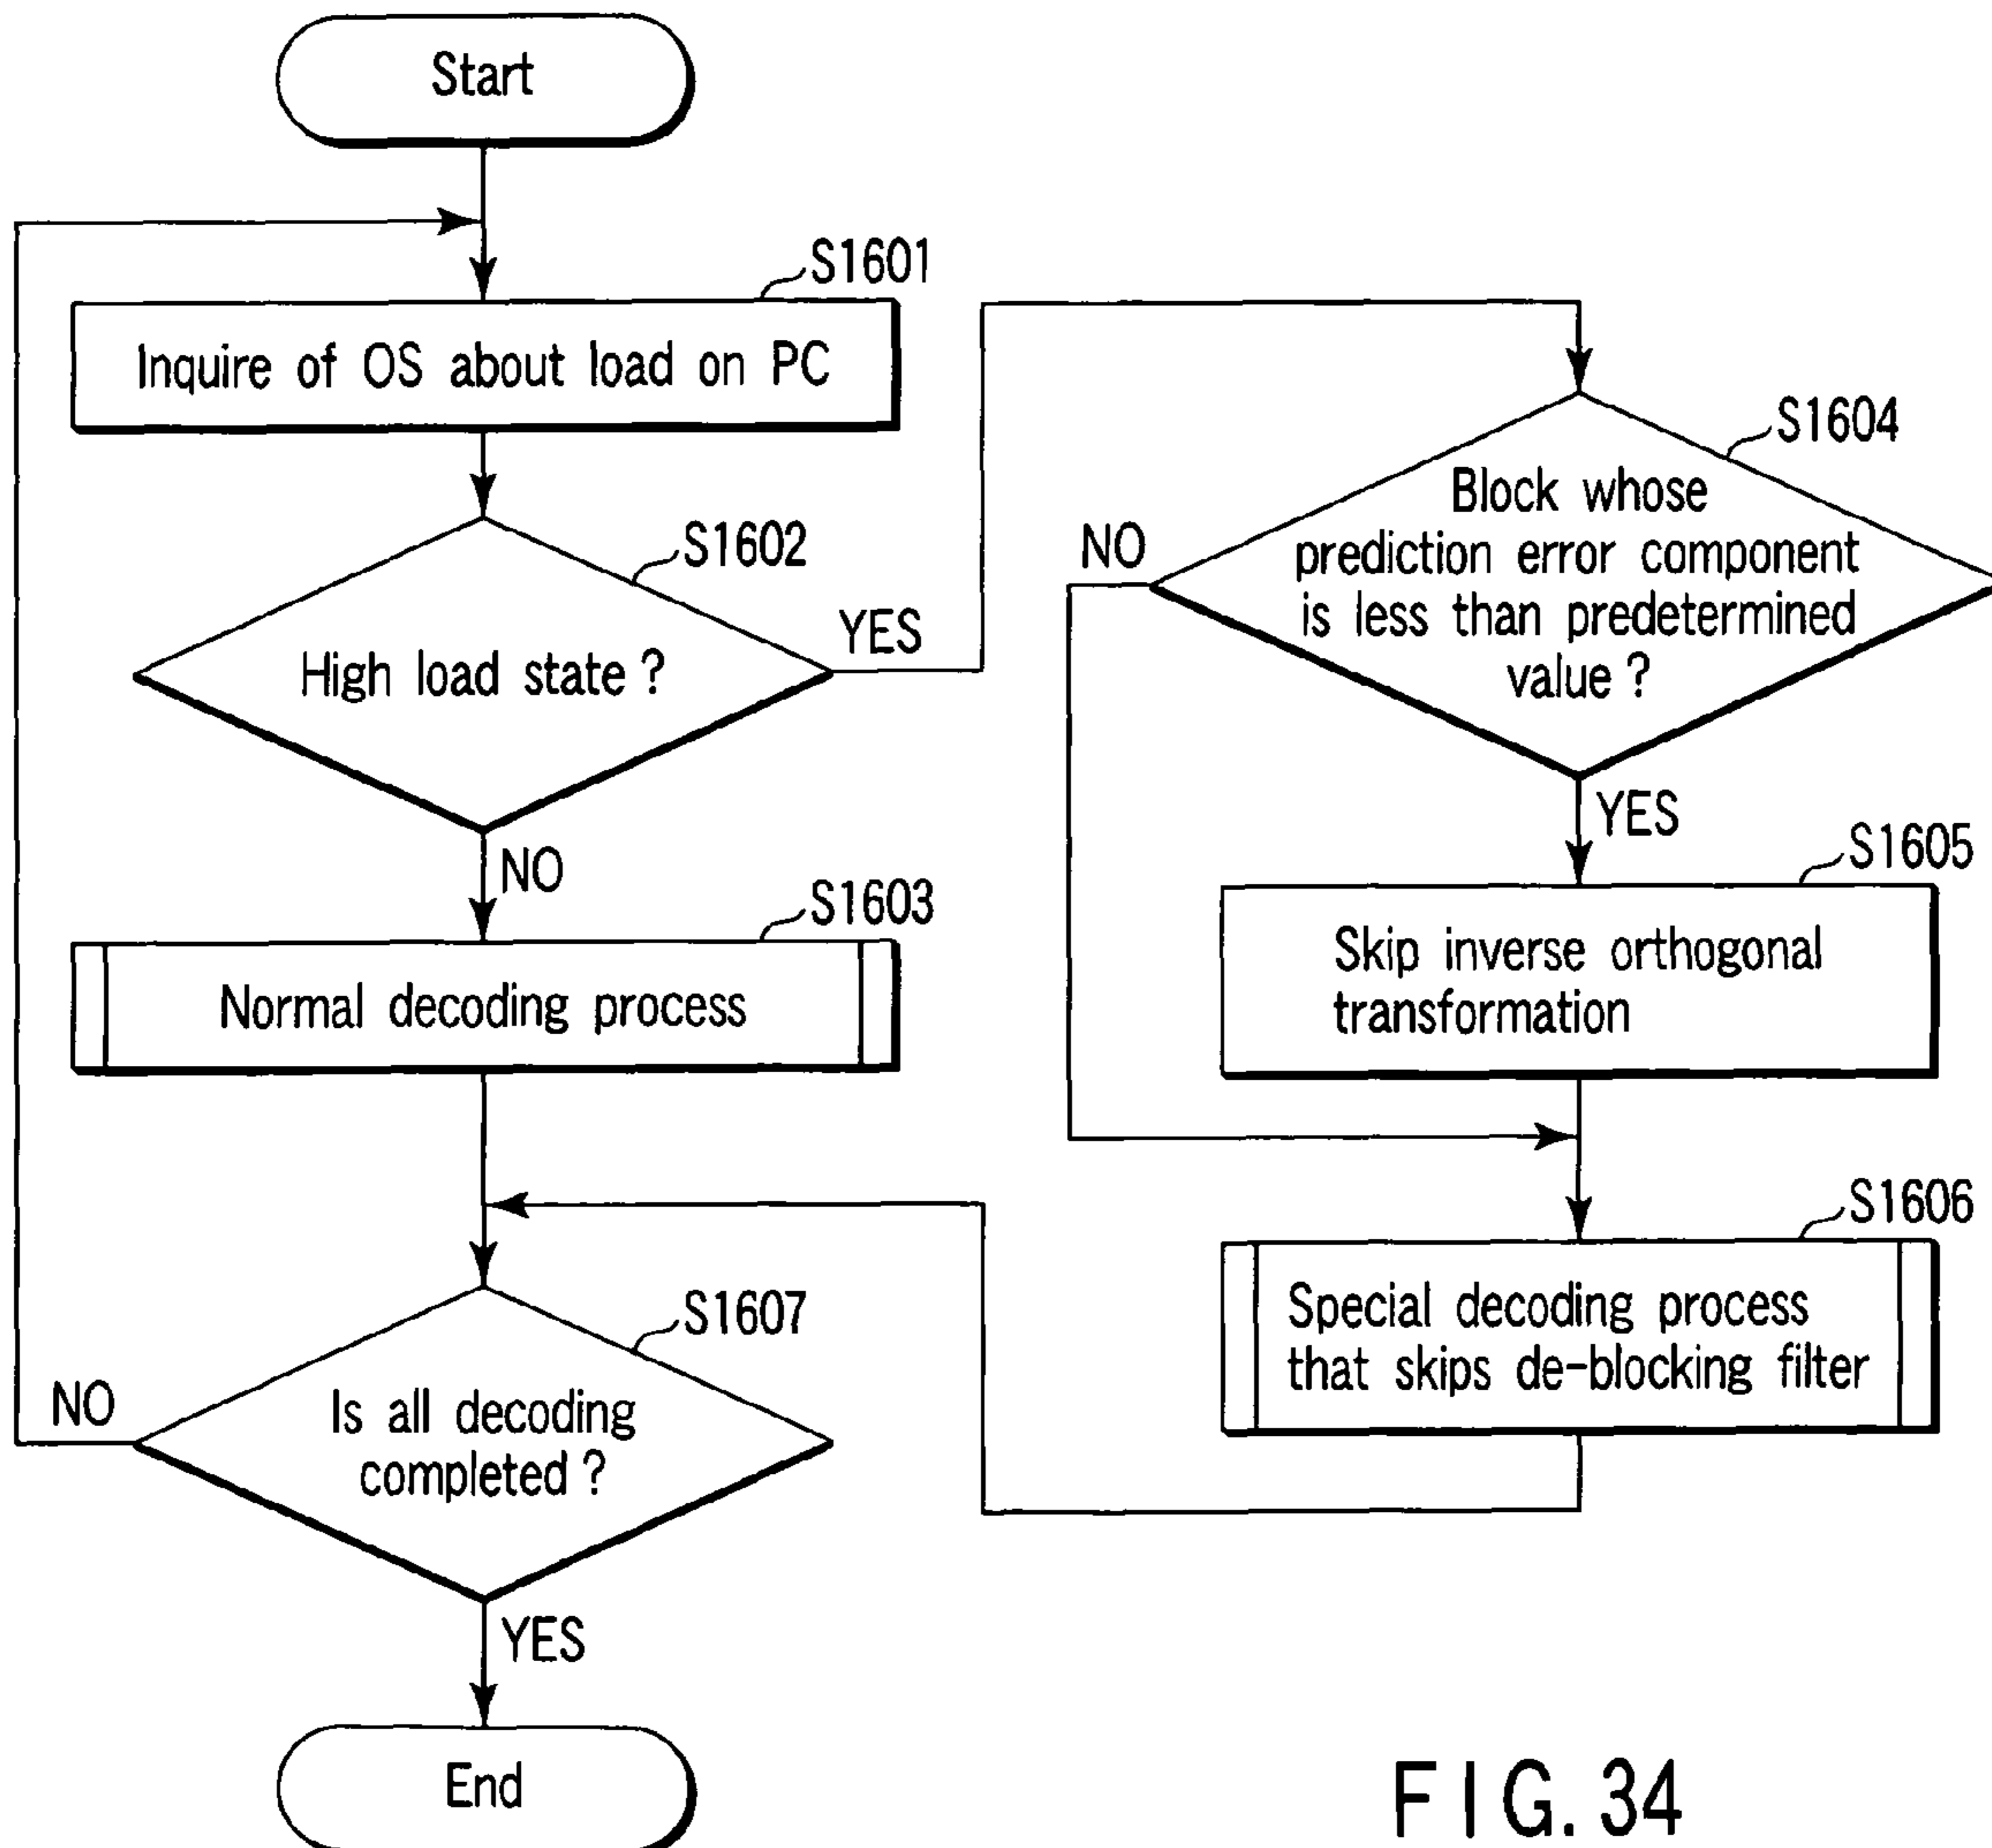 Start
S1601
Inquire of OS about load on PC
S1602
High load state ?
YES
NO
S1603
Normal decoding process
S1604
Block whose
prediction error component
is less than predetermined
value ?
NO
YES
S1605
Skip inverse orthogonal
transformation
S1606
Special decoding process
that skips de-blocking filter
S1607
Is all decoding
completed ?
NO
YES
End
FIG. 34